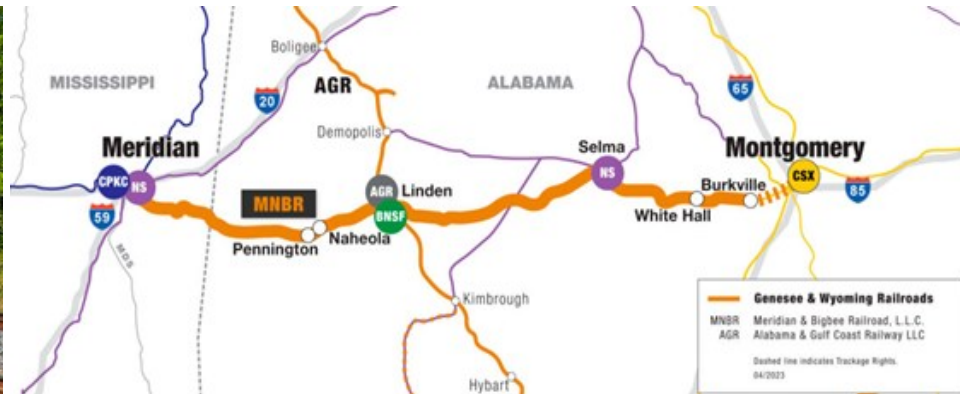 Boligee
MISSISSIPPI
AGR
ALABAMA
20
65
Demopolis
Meridian
Selma
Montgomery
CPKC
NS
AGR
Linden
NS
Burkville
CSX
85
59
MNBR
BNSF
White Hall
Pennington
Naheola
MDS
Kimbrough
Hybart
Genesee & Wyoming Railroads
MNBR Meridian & Bigbee Railroad, L.L.C.
AGR Alabama & Gulf Coast Railway LLC
Dashed line indicates Trackage Rights.
04/2023